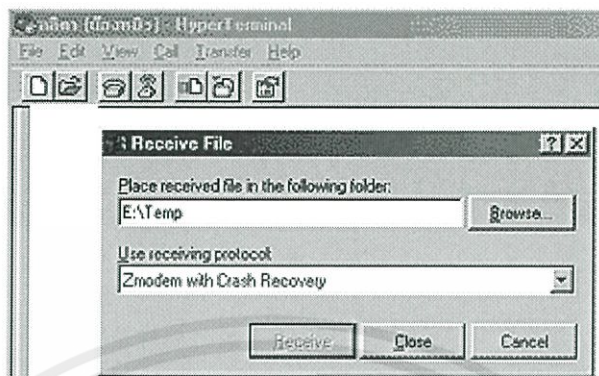 - HyperTerminal
File Edit View Call Transfer Help
Receive File
Place received file in the following folder:
E:\Temp
Browse...
Use receiving protocol:
Zmodem with Crash Recovery
Receive Close Cancel